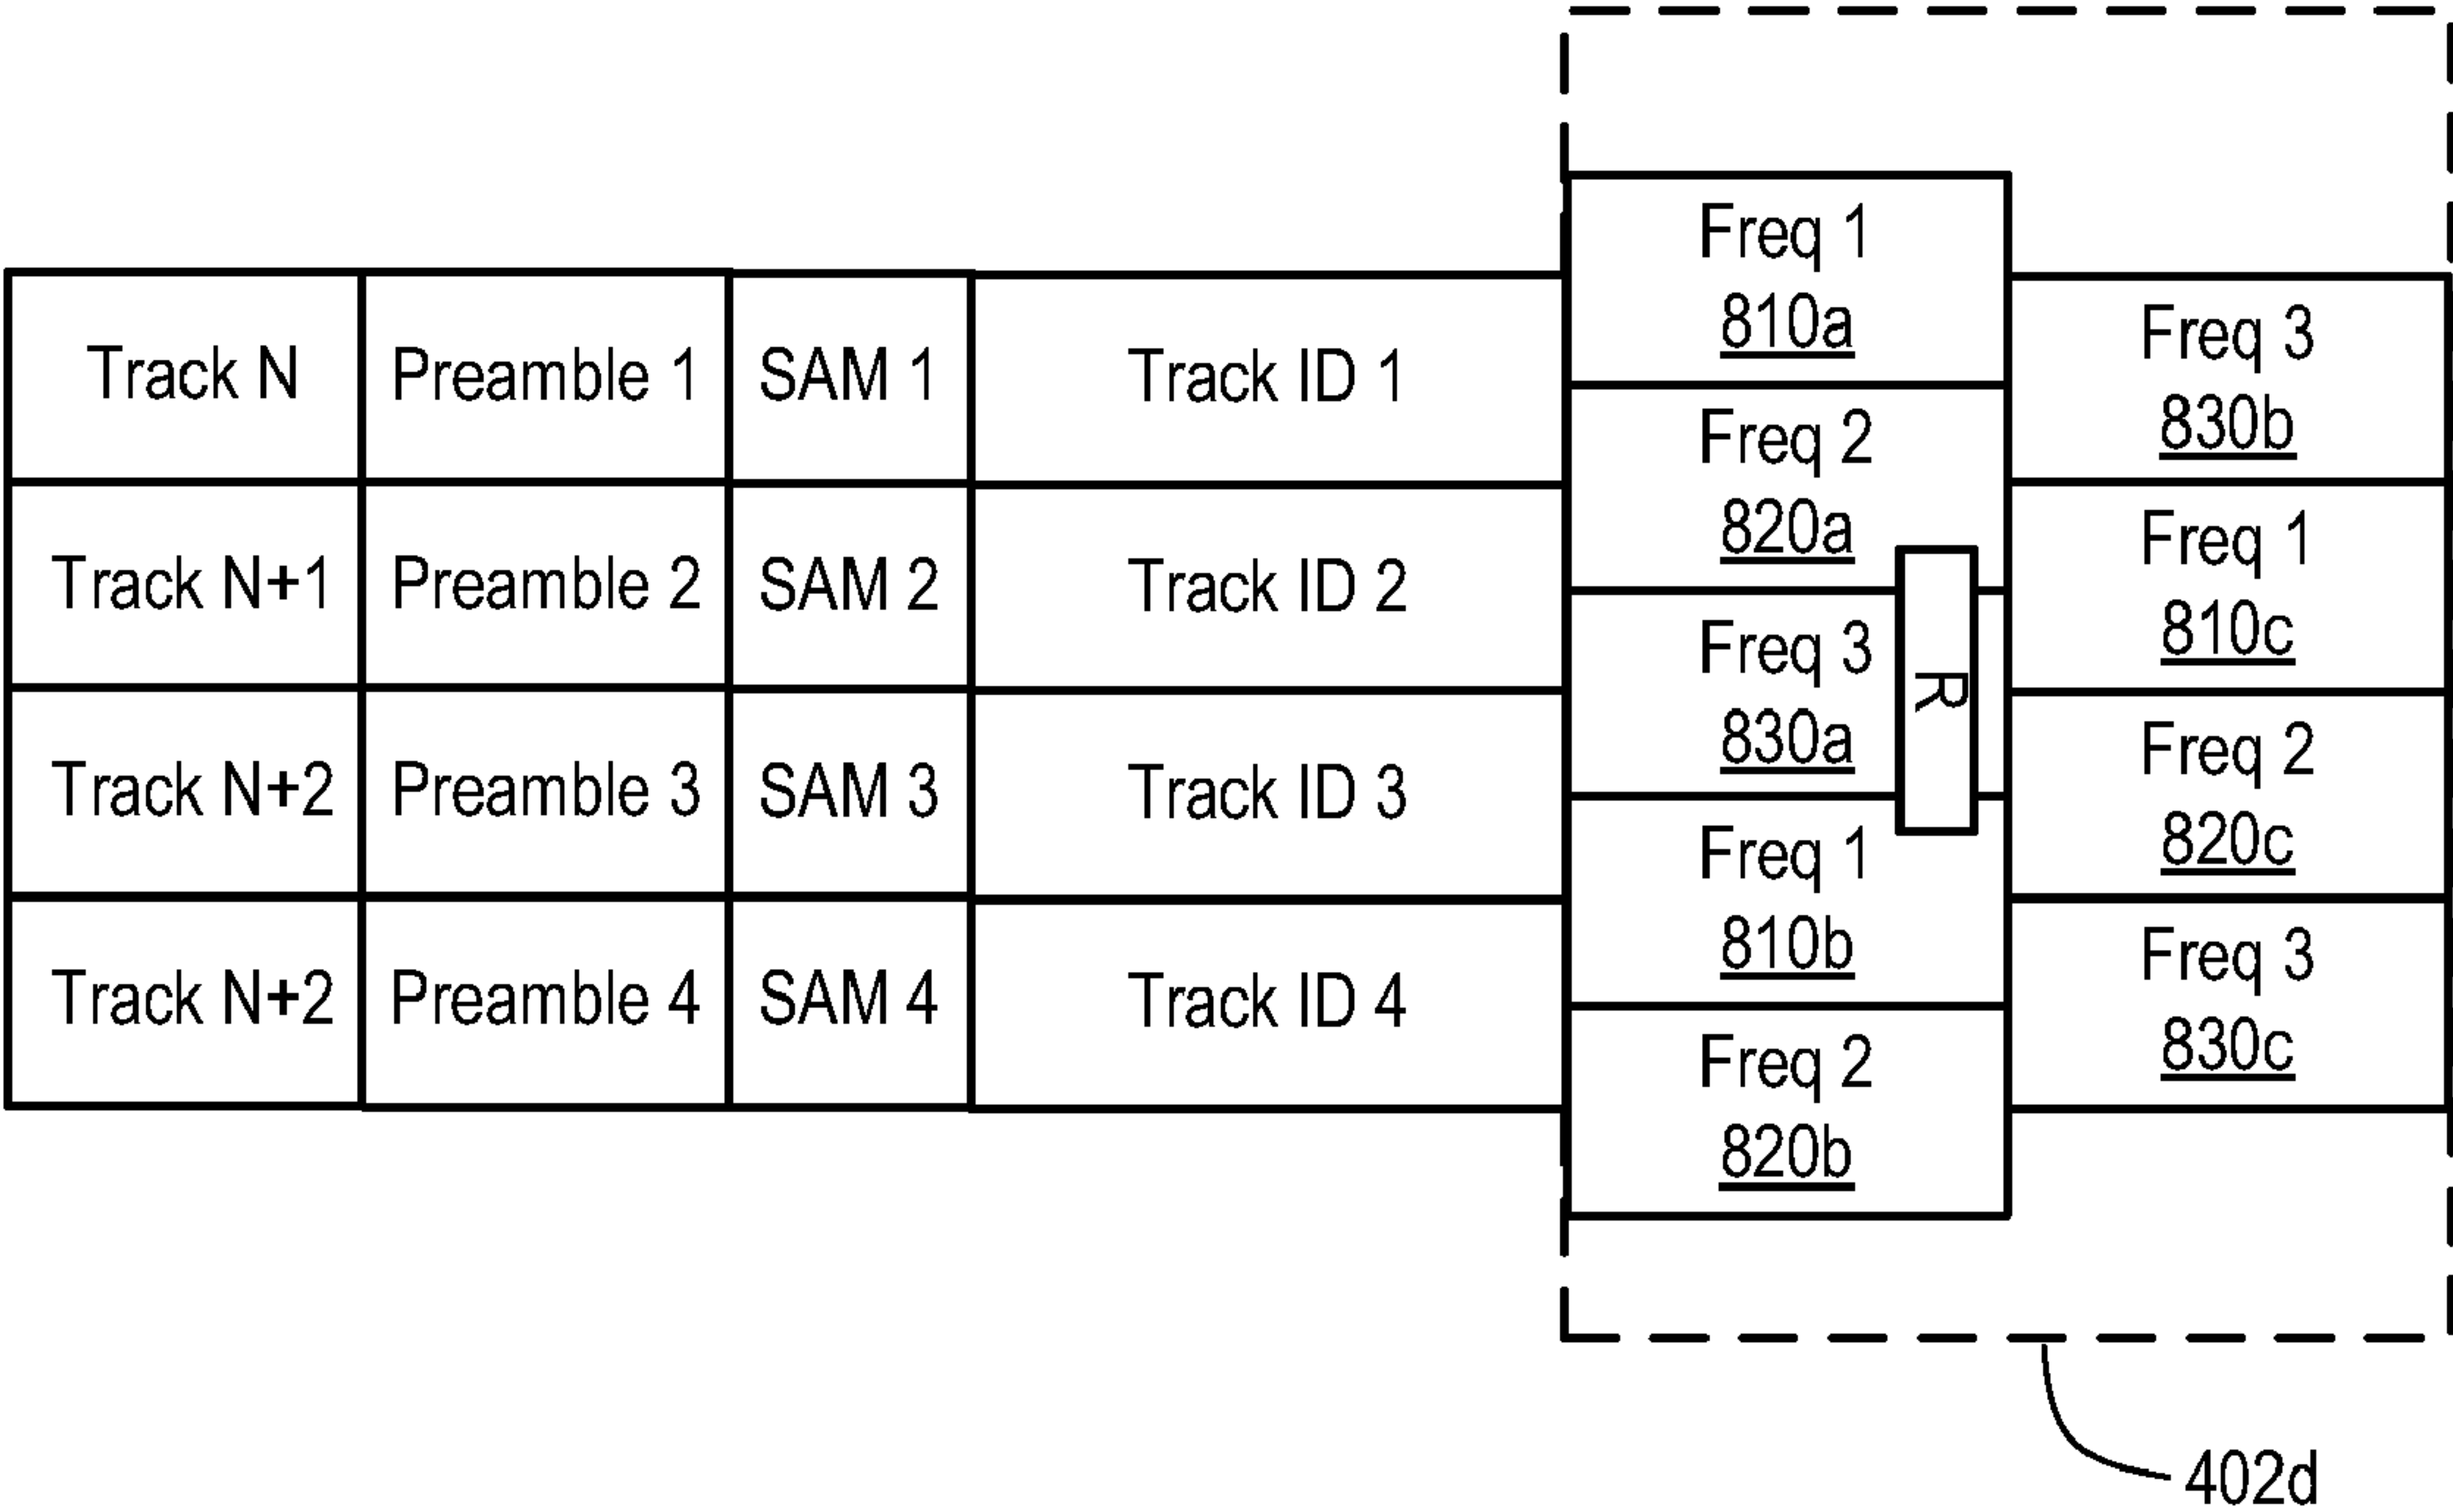 Track N
Preamble 1
SAM 1
Track ID 1
Track N+1
Preamble 2
SAM 2
Track ID 2
Track N+2
Preamble 3
SAM 3
Track ID 3
Track N+2
Preamble 4
SAM 4
Track ID 4
Freq 1
810a
Freq 2
820a
Freq 3
830a
R
Freq 1
810b
Freq 2
820b
Freq 3
830b
Freq 1
810c
Freq 2
820c
Freq 3
830c
402d